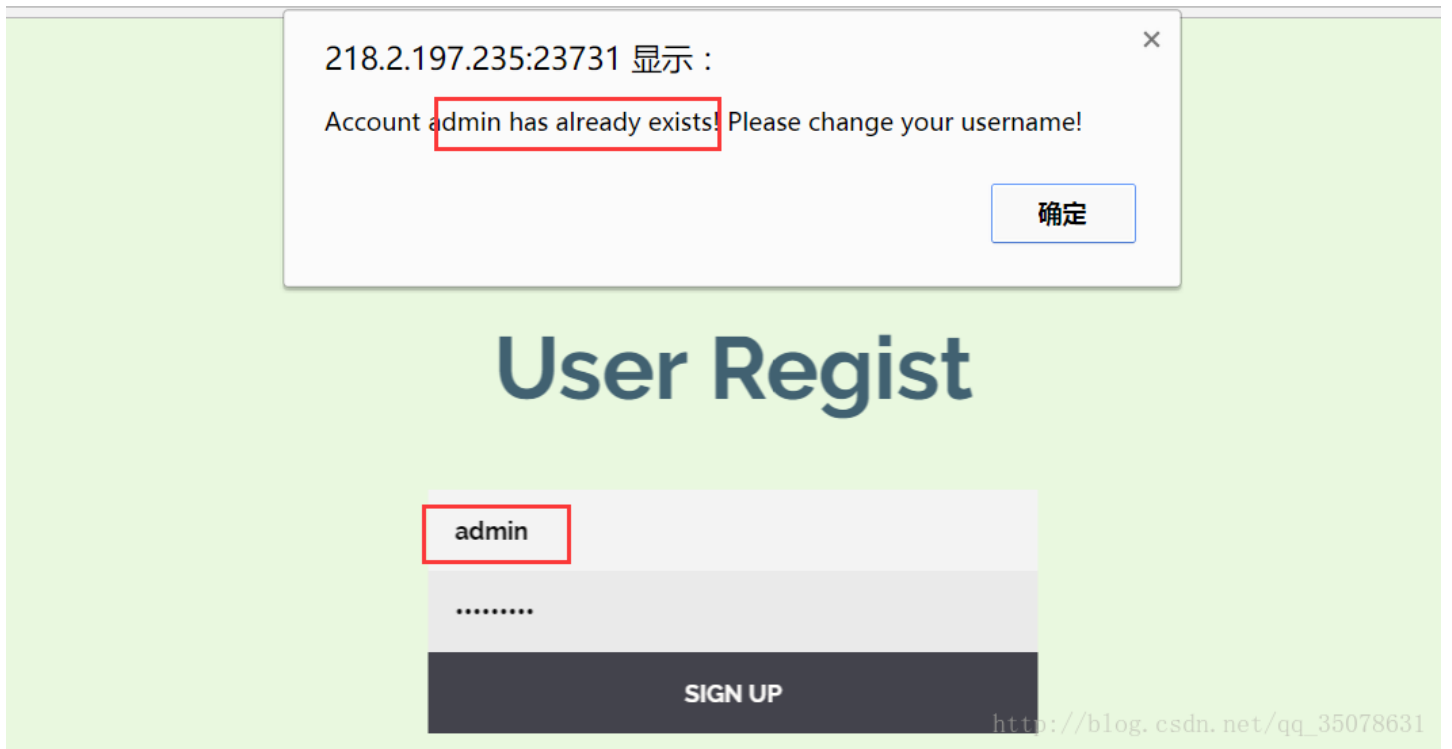 218.2.197.235:23731 显示：
Account admin has already exists! Please change your username!
确定
User Regist
admin
•••••••••
SIGN UP
http://blog.csdn.net/qq_35078631